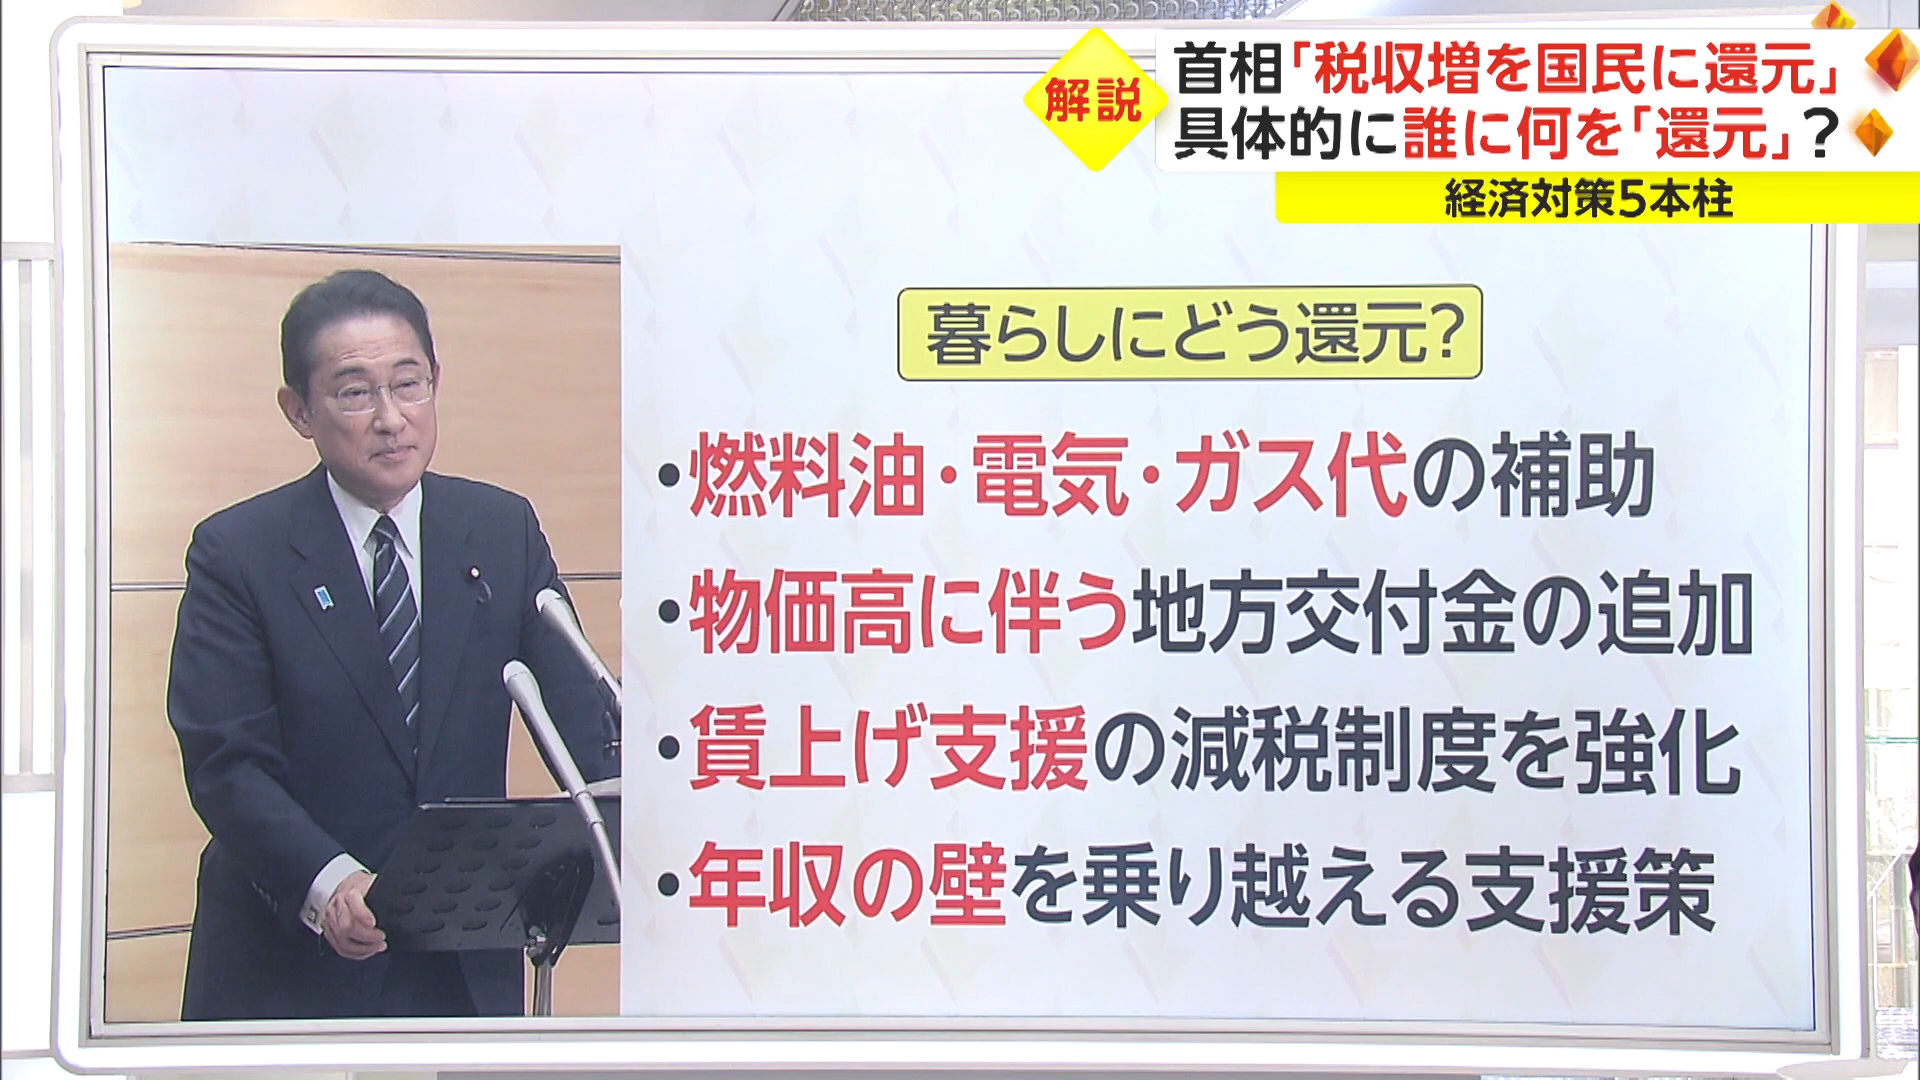 解説
首相「税収増を国民に還元」
具体的に誰に何を「還元」?
経済対策5本柱
暮らしにどう還元?
・燃料油・電気・ガス代の補助
・物価高に伴う地方交付金の追加
・賃上げ支援の減税制度を強化
・年収の壁を乗り越える支援策